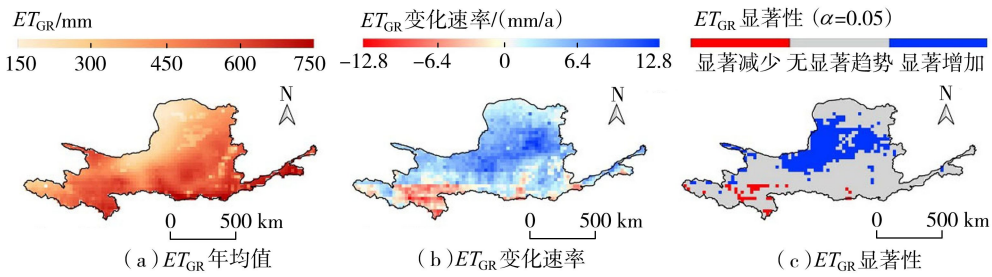 ET_GR/mm
150 300 450 600 750
N
0 500 km
(a) ET_GR年均值
ET_GR变化速率/(mm/a)
−12.8 −6.4 0 6.4 12.8
N
0 500 km
(b) ET_GR变化速率
ET_GR显著性 (α=0.05)
显著减少 无显著趋势 显著增加
N
0 500 km
(c) ET_GR显著性